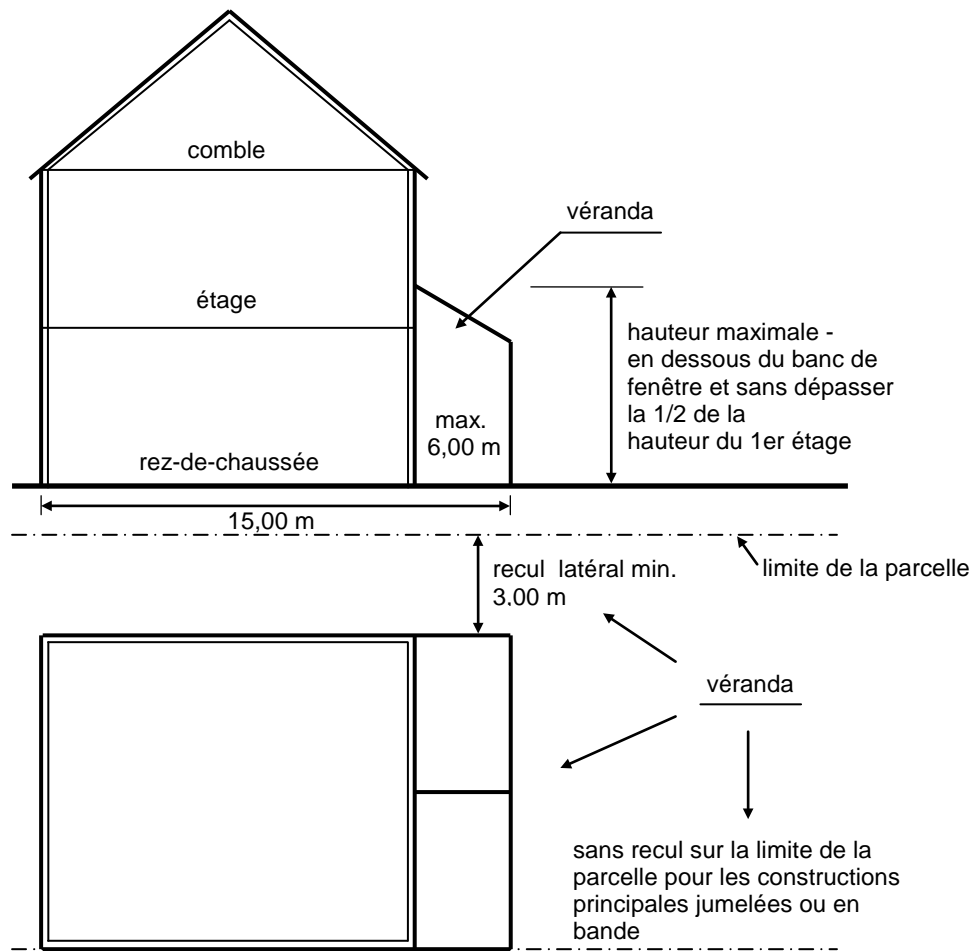 comble
véranda
étage
hauteur maximale -
en dessous du banc de
fenêtre et sans dépasser
la 1/2 de la
hauteur du 1er étage
max.
6,00 m
rez-de-chaussée
15,00 m
recul latéral min.
3,00 m
limite de la parcelle
véranda
sans recul sur la limite de la
parcelle pour les constructions
principales jumelées ou en
bande